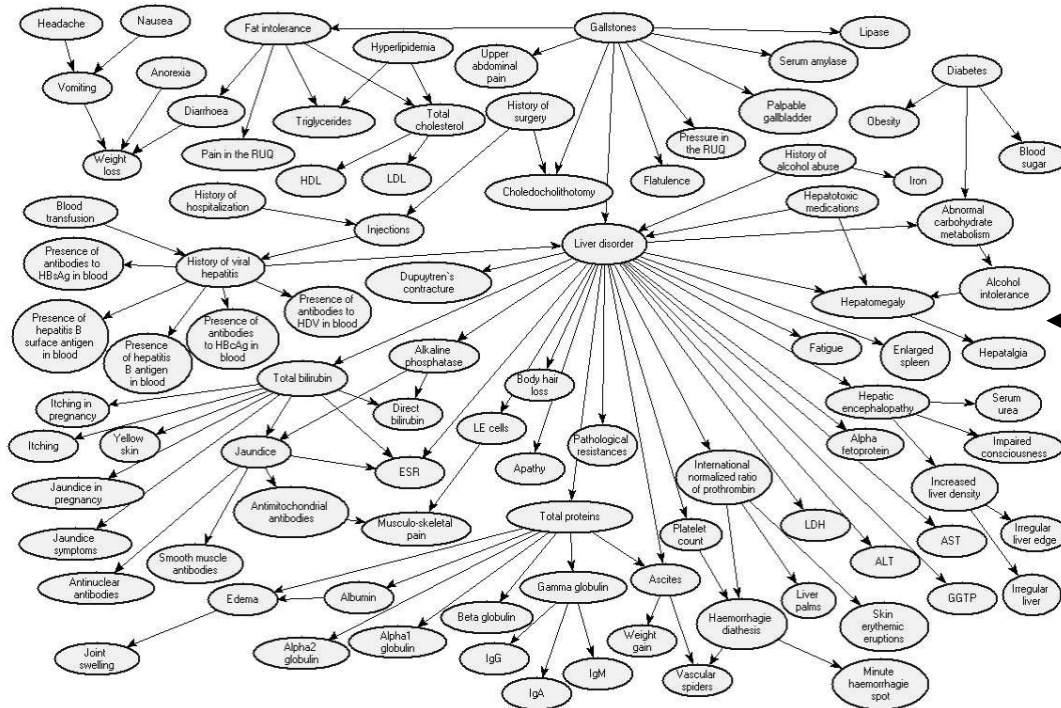 Headache
Nausea
Fat intolerance
Gallstones
Lipase
Hyperlipidemia
Upper
abdominal
pain
Serum amylase
Vomiting
Anorexia
Diabetes
Diarrhoea
Triglycerides
Total
cholesterol
History
of surgery
Palpable
gallbladder
Obesity
Weight
loss
Pain in the RUQ
HDL
LDL
Pressure in
the RUQ
Blood
sugar
History
of alcohol abuse
Iron
Flatulence
Choledocholithotomy
History of
hospitalization
Hepatotoxic
medications
Blood
transfusion
Injections
Abnormal
carbohydrate
metabolism
Liver disorder
Presence of
antibodies to
HBsAg in blood
History of viral
hepatitis
Dupuytren`s
contracture
Alcohol
intolerance
Presence of
antibodies to
HDV in blood
Hepatomegaly
Presence of
hepatitis B
surface antigen
in blood
Presence
of hepatitis
B antigen
in blood
Presence of
antibodies
to HBcAg in
blood
Alkaline
phosphatase
Fatigue
Enlarged
spleen
Hepatalgia
Total bilirubin
Body hair
loss
Itching in
pregnancy
Direct
bilirubin
Hepatic
encephalopathy
Serum
urea
Itching
Yellow
skin
LE cells
Jaundice
Pathological
resistances
Alpha
fetoprotein
Impaired
consciousness
ESR
Apathy
International
normalized ratio
of prothrombin
Jaundice in
pregnancy
Increased
liver density
Antimitochondrial
antibodies
Musculo-skeletal
pain
Total proteins
Platelet
count
LDH
Irregular
liver edge
Jaundice
symptoms
Smooth muscle
antibodies
AST
ALT
Antinuclear
antibodies
Edema
Albumin
Gamma globulin
Ascites
Liver
palms
GGTP
Irregular
liver
Beta globulin
Haemorrhagie
diathesis
Skin
erythemic
eruptions
Joint
swelling
Alpha2
globulin
Alpha1
globulin
Weight
gain
IgG
IgM
IgA
Vascular
spiders
Minute
haemorrhagie
spot